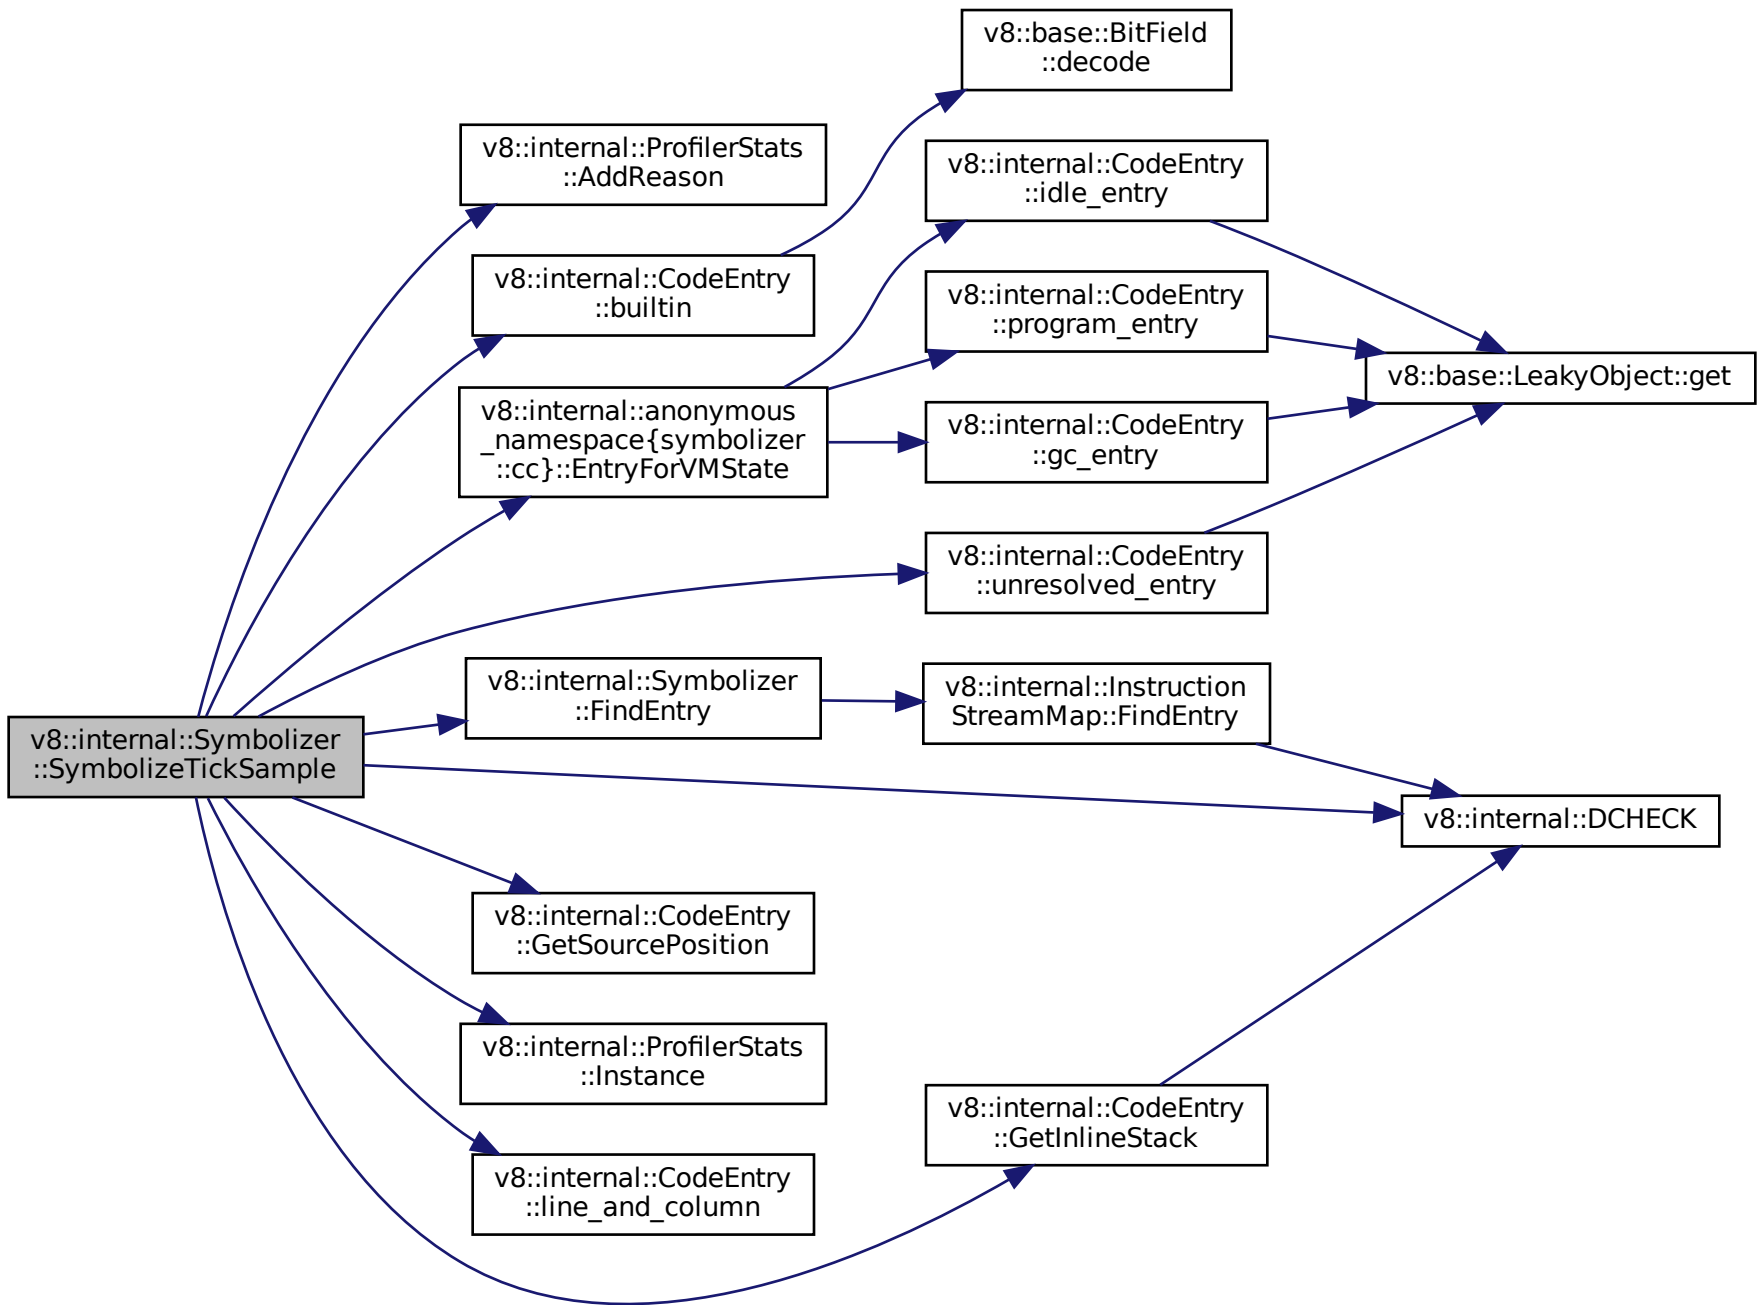 v8::base::BitField
::decode
v8::internal::ProfilerStats
::AddReason
v8::internal::CodeEntry
::idle_entry
v8::internal::CodeEntry
::builtin
v8::internal::CodeEntry
::program_entry
v8::base::LeakyObject::get
v8::internal::anonymous
_namespace{symbolizer
::cc}::EntryForVMState
v8::internal::CodeEntry
::gc_entry
v8::internal::CodeEntry
::unresolved_entry
v8::internal::Symbolizer
::FindEntry
v8::internal::Instruction
StreamMap::FindEntry
v8::internal::Symbolizer
::SymbolizeTickSample
v8::internal::DCHECK
v8::internal::CodeEntry
::GetSourcePosition
v8::internal::ProfilerStats
::Instance
v8::internal::CodeEntry
::GetInlineStack
v8::internal::CodeEntry
::line_and_column